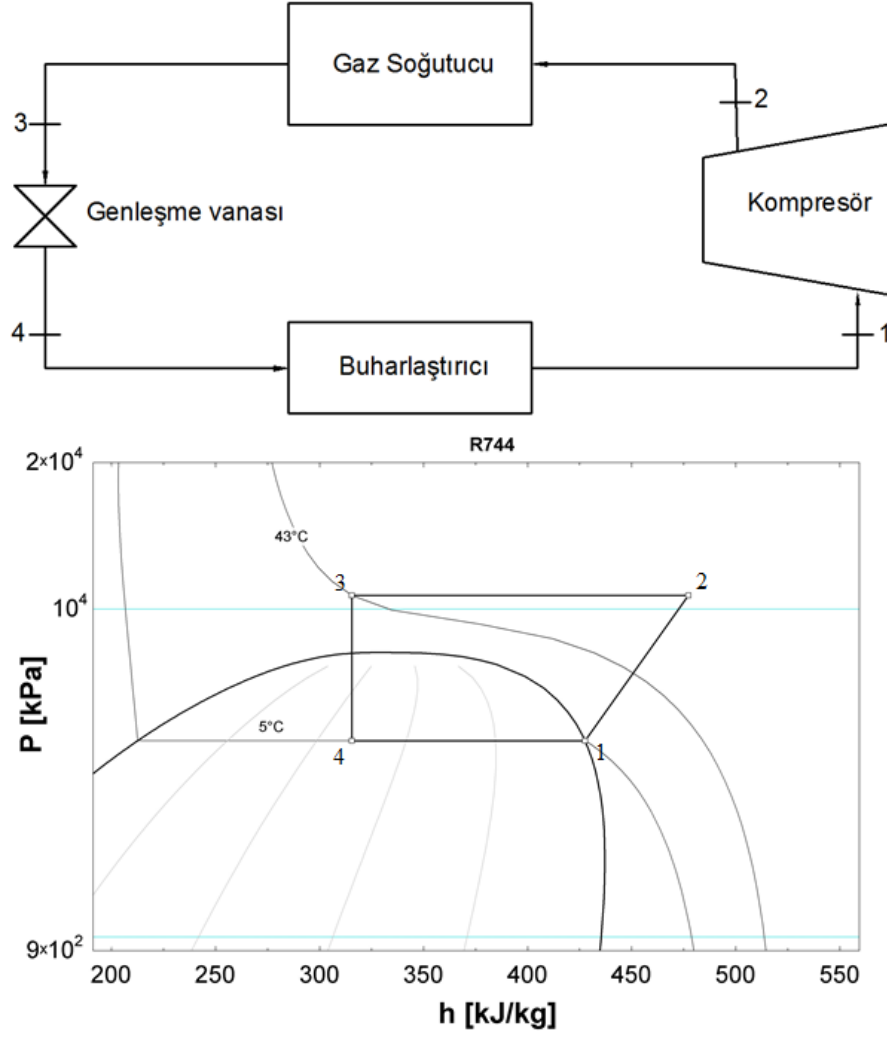 Gaz Soğutucu
2
3
Genleşme vanası
Kompresör
4
1
Buharlaştırıcı
R744
2×10⁴
43°C
3
2
10⁴
P [kPa]
5°C
4
1
9×10²
200 250 300 350 400 450 500 550
h [kJ/kg]